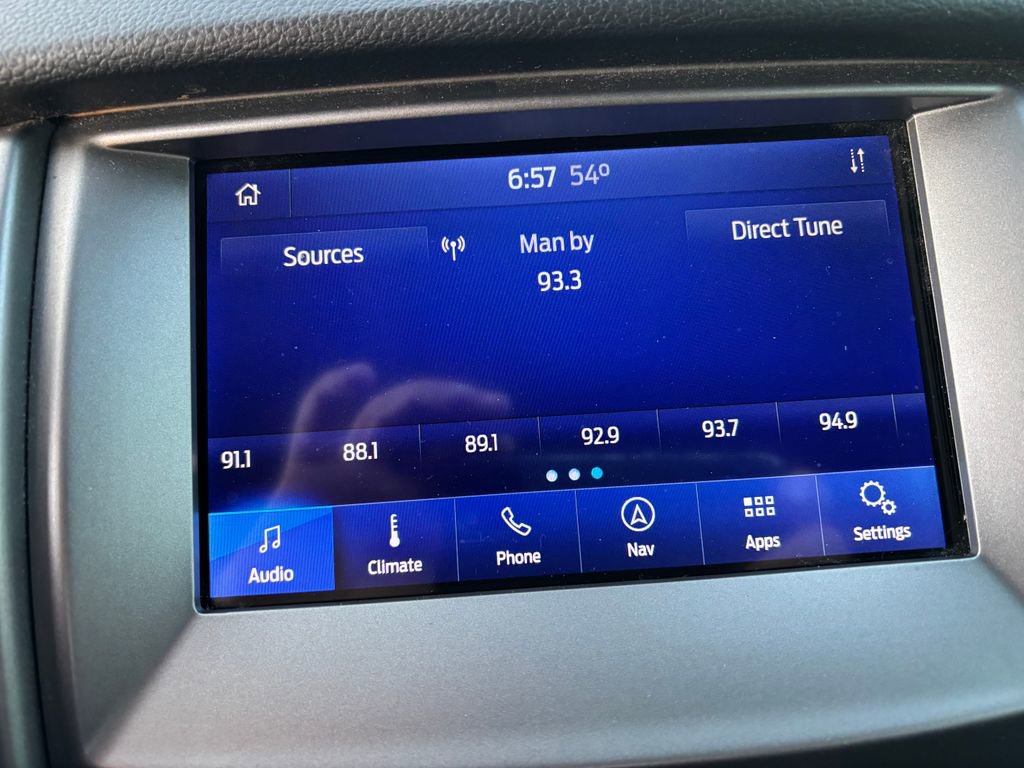 6:57 54°
Sources
Man by
Direct Tune
93.3
91.1 88.1 89.1 92.9 93.7 94.9
Audio Climate Phone Nav Apps Settings